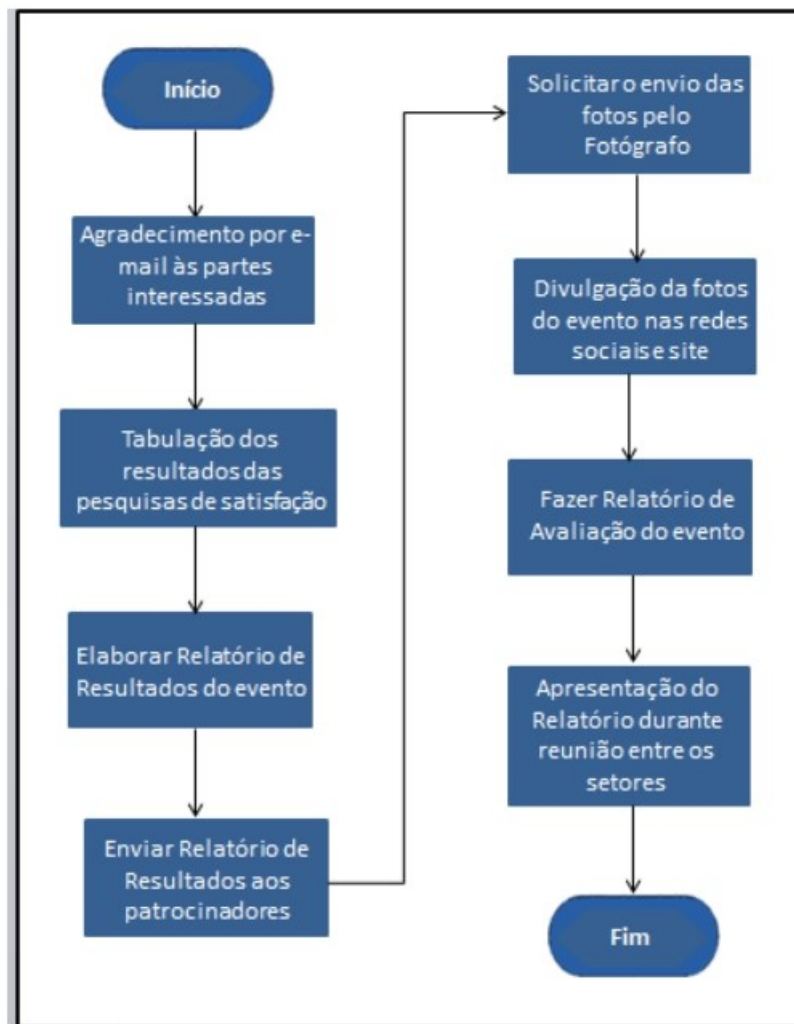 Início
Agradecimento por e-
mail às partes
interessadas
Tabulação dos
resultados das
pesquisas de satisfação
Elaborar Relatório de
Resultados do evento
Enviar Relatório de
Resultados aos
patrocinadores
Solicitar o envio das
fotos pelo
Fotógrafo
Divulgação da fotos
do evento nas redes
sociais e site
Fazer Relatório de
Avaliação do evento
Apresentação do
Relatório durante
reunião entre os
setores
Fim